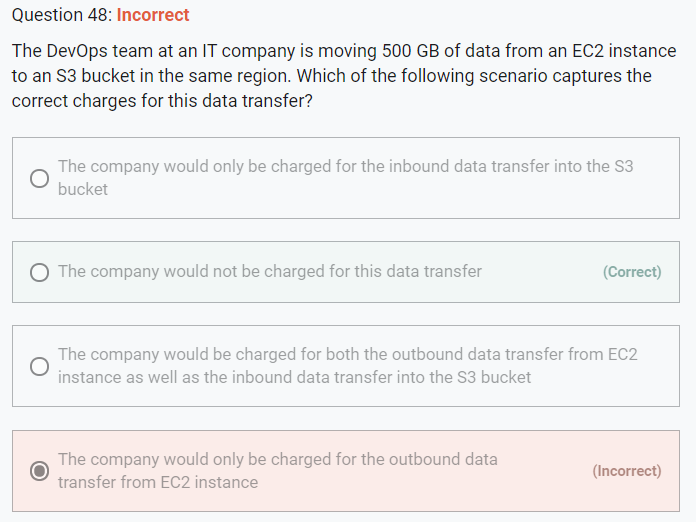 Question 48: Incorrect
The DevOps team at an IT company is moving 500 GB of data from an EC2 instance
to an S3 bucket in the same region. Which of the following scenario captures the
correct charges for this data transfer?
The company would only be charged for the inbound data transfer into the S3
bucket
The company would not be charged for this data transfer (Correct)
The company would be charged for both the outbound data transfer from EC2
instance as well as the inbound data transfer into the S3 bucket
The company would only be charged for the outbound data
transfer from EC2 instance
(Incorrect)